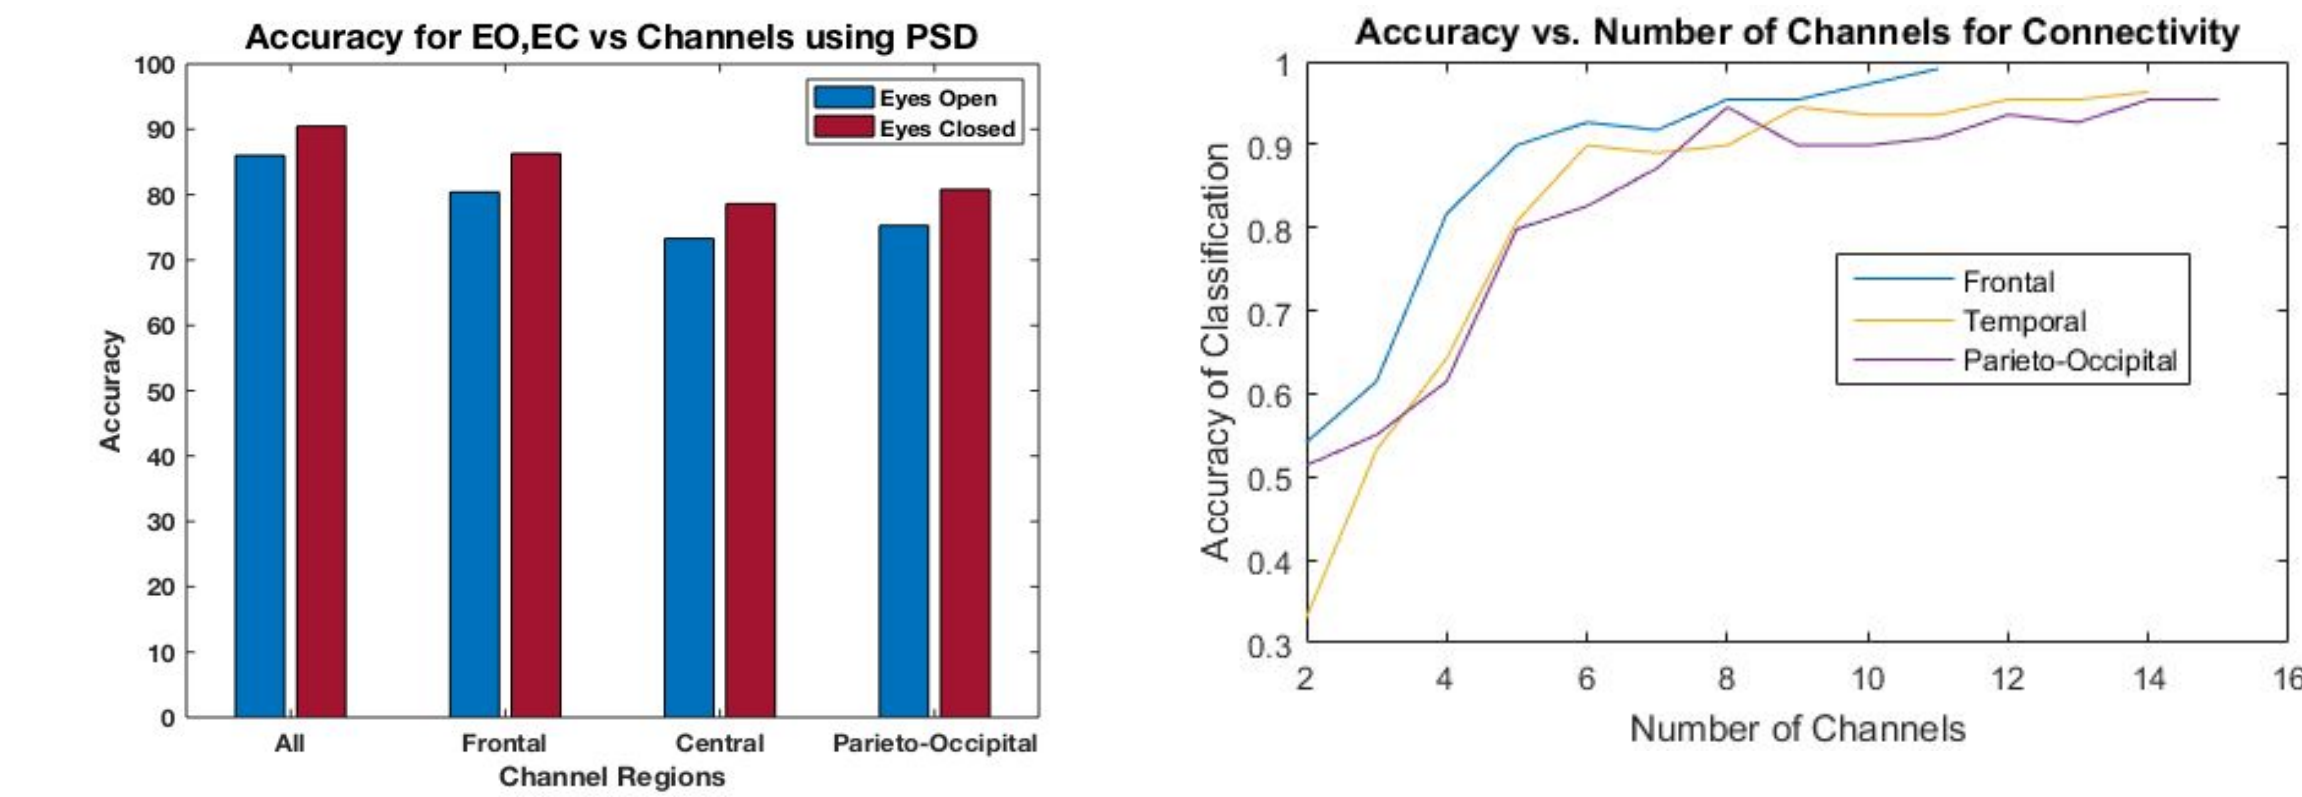 Accuracy for EO,EC vs Channels using PSD
100
90
80
70
60
50
40
30
20
10
0
Accuracy
Eyes Open
Eyes Closed
All
Frontal
Central
Parieto-Occipital
Channel Regions
Accuracy vs. Number of Channels for Connectivity
1
0.9
0.8
0.7
0.6
0.5
0.4
0.3
Accuracy of Classification
Frontal
Temporal
Parieto-Occipital
2
4
6
8
10
12
14
16
Number of Channels